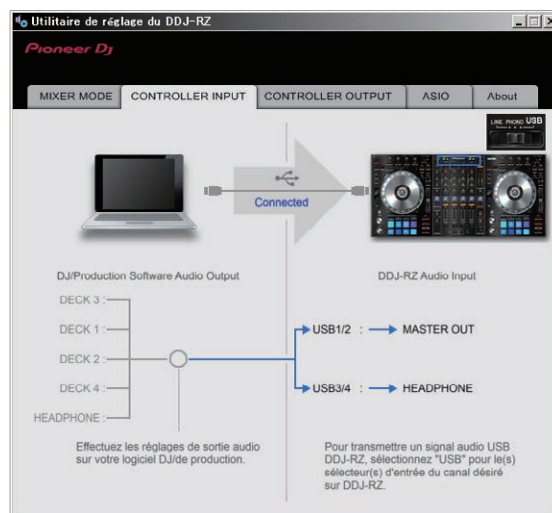 Utilitaire de réglage du DDJ-RZ
Pioneer Dj
MIXER MODE CONTROLLER INPUT CONTROLLER OUTPUT ASIO About
LINE PHONO USB
Connected
DJ/Production Software Audio Output
DDJ-RZ Audio Input
DECK 3 :
DECK 1 :
DECK 2 :
DECK 4 :
HEADPHONE :
USB1/2 : MASTER OUT
USB3/4 : HEADPHONE
Effectuez les réglages de sortie audio
sur votre logiciel DJ/de production.
Pour transmettre un signal audio USB
DDJ-RZ, sélectionnez "USB" pour le(s)
sélecteur(s) d'entrée du canal désiré
sur DDJ-RZ.